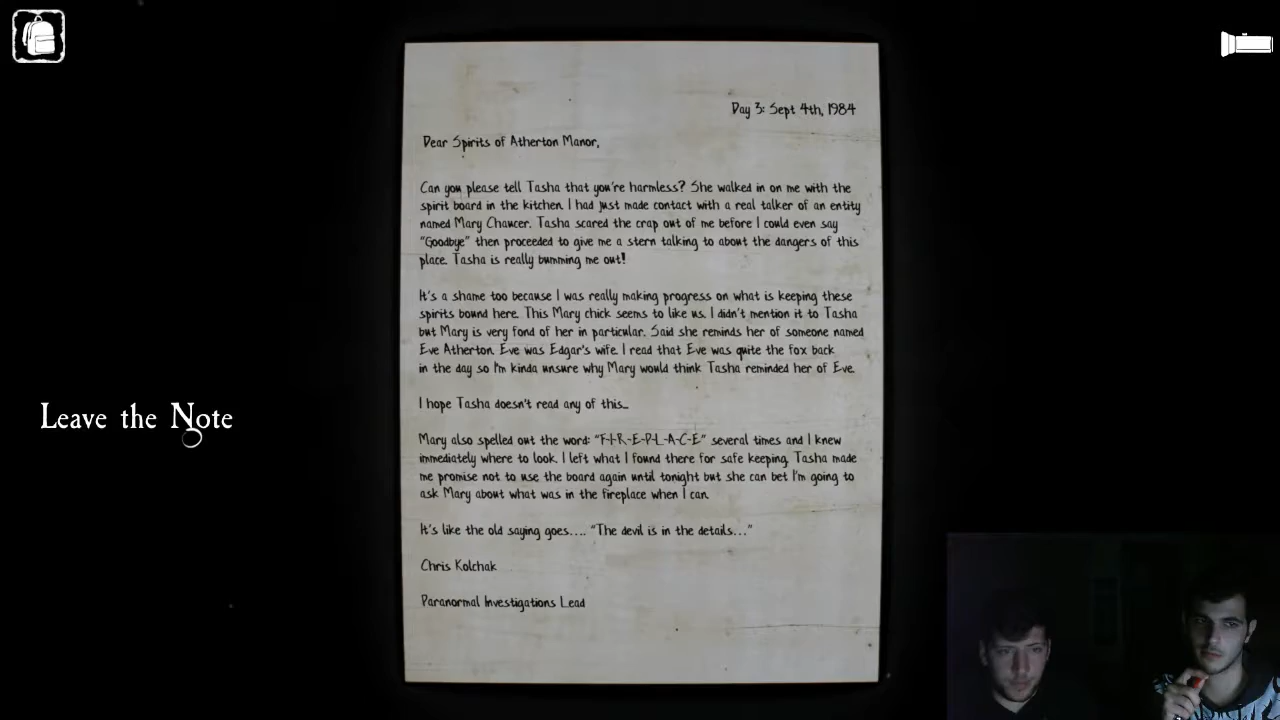 Day 3: Sept 4th, 1984
Dear Spirits of Atherton Manor,
Can you please tell Tasha that you're harmless? She walked in on me with the
spirit board in the kitchen. I had just made contact with a real talker of an entity
named Mary Chaucer. Tasha scared the crap out of me before I could even say
"Goodbye" then proceeded to give me a stern talking to about the dangers of this
place. Tasha is really bumming me out!
It's a shame too because I was really making progress on what is keeping these
spirits bound here. This Mary chick seems to like us. I didn't mention it to Tasha
but Mary is very fond of her in particular. Said she reminds her of someone named
Eve Atherton. Eve was Edgar's wife. I read that Eve was quite the fox back
in the day so I'm kinda unsure why Mary would think Tasha reminded her of Eve.
I hope Tasha doesn't read any of this...
Mary also spelled out the word: "F-I-R-E-P-L-A-C-E" several times and I knew
immediately where to look. I left what I found there for safe keeping. Tasha made
me promise not to use the board again until tonight but she can bet I'm going to
ask Mary about what was in the fireplace when I can.
Leave the Note
It's like the old saying goes.... "The devil is in the details..."
Chris Kolchak
Paranormal Investigations Lead